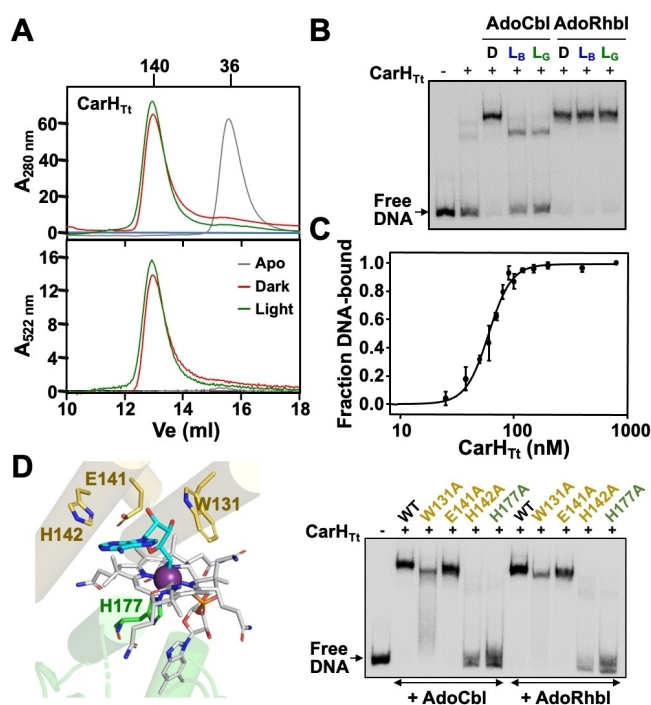 A
140 36
CarHTt
A280 nm
60
40
20
0
A522 nm
16
12
8
4
0
Apo
Dark
Light
10 12 14 16 18
Ve (ml)
B
AdoCbl AdoRhbl
D LB LG D LB LG
CarHTt - + + + + + + +
Free
DNA
C
Fraction DNA-bound
1.0
0.8
0.6
0.4
0.2
0.0
10 100 1000
CarHTt (nM)
D
E141
W131
H142
H177
WT W131A E141A H142A H177A WT W131A E141A H142A H177A
CarHTt
- + + + + + + + + + +
Free
DNA
+ AdoCbl + AdoRhbl